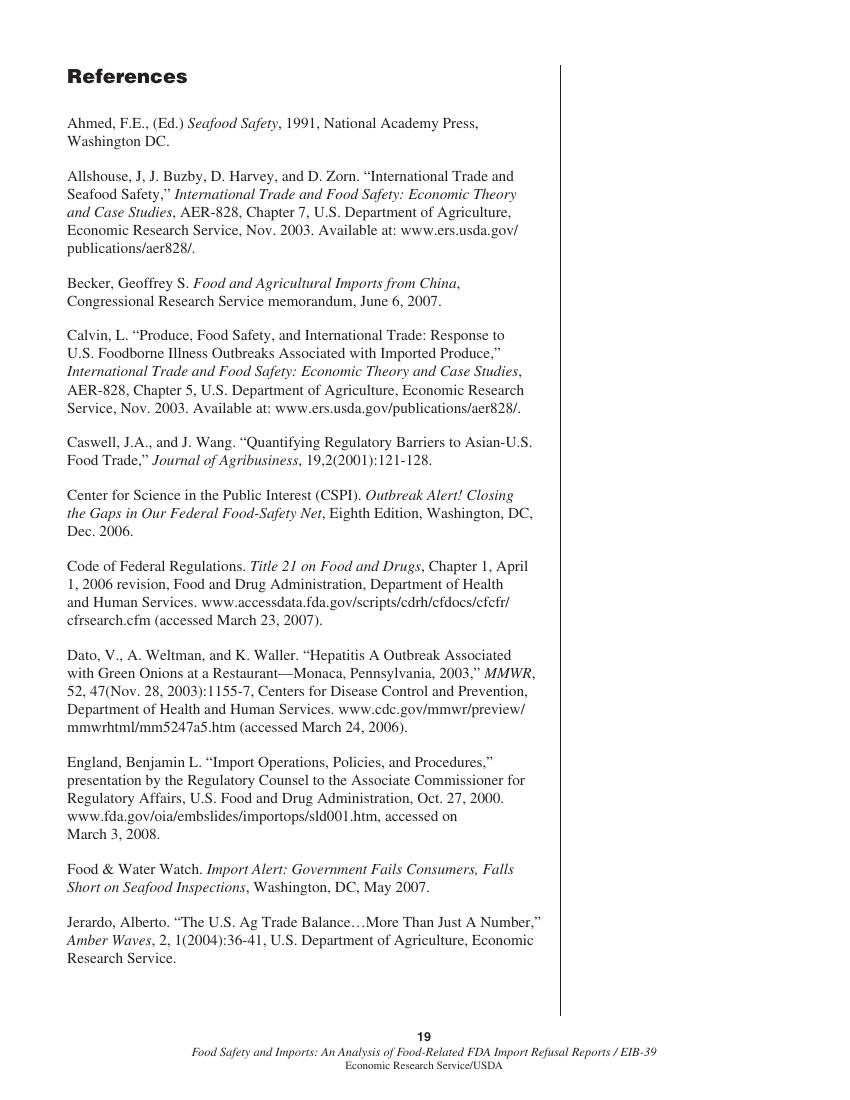 References
Ahmed, F.E., (Ed.) Seafood Safety, 1991, National Academy Press,
Washington DC.
Allshouse, J, J. Buzby, D. Harvey, and D. Zorn. “International Trade and
Seafood Safety,” International Trade and Food Safety: Economic Theory
and Case Studies, AER-828, Chapter 7, U.S. Department of Agriculture,
Economic Research Service, Nov. 2003. Available at: www.ers.usda.gov/
publications/aer828/.
Becker, Geoffrey S. Food and Agricultural Imports from China,
Congressional Research Service memorandum, June 6, 2007.
Calvin, L. “Produce, Food Safety, and International Trade: Response to
U.S. Foodborne Illness Outbreaks Associated with Imported Produce,”
International Trade and Food Safety: Economic Theory and Case Studies,
AER-828, Chapter 5, U.S. Department of Agriculture, Economic Research
Service, Nov. 2003. Available at: www.ers.usda.gov/publications/aer828/.
Caswell, J.A., and J. Wang. “Quantifying Regulatory Barriers to Asian-U.S.
Food Trade,” Journal of Agribusiness, 19,2(2001):121-128.
Center for Science in the Public Interest (CSPI). Outbreak Alert! Closing
the Gaps in Our Federal Food-Safety Net, Eighth Edition, Washington, DC,
Dec. 2006.
Code of Federal Regulations. Title 21 on Food and Drugs, Chapter 1, April
1, 2006 revision, Food and Drug Administration, Department of Health
and Human Services. www.accessdata.fda.gov/scripts/cdrh/cfdocs/cfcfr/
cfrsearch.cfm (accessed March 23, 2007).
Dato, V., A. Weltman, and K. Waller. “Hepatitis A Outbreak Associated
with Green Onions at a Restaurant—Monaca, Pennsylvania, 2003,” MMWR,
52, 47(Nov. 28, 2003):1155-7, Centers for Disease Control and Prevention,
Department of Health and Human Services. www.cdc.gov/mmwr/preview/
mmwrhtml/mm5247a5.htm (accessed March 24, 2006).
England, Benjamin L. “Import Operations, Policies, and Procedures,”
presentation by the Regulatory Counsel to the Associate Commissioner for
Regulatory Affairs, U.S. Food and Drug Administration, Oct. 27, 2000.
www.fda.gov/oia/embslides/importops/sld001.htm, accessed on
March 3, 2008.
Food & Water Watch. Import Alert: Government Fails Consumers, Falls
Short on Seafood Inspections, Washington, DC, May 2007.
Jerardo, Alberto. “The U.S. Ag Trade Balance…More Than Just A Number,”
Amber Waves, 2, 1(2004):36-41, U.S. Department of Agriculture, Economic
Research Service.
19
Food Safety and Imports: An Analysis of Food-Related FDA Import Refusal Reports / EIB-39
Economic Research Service/USDA